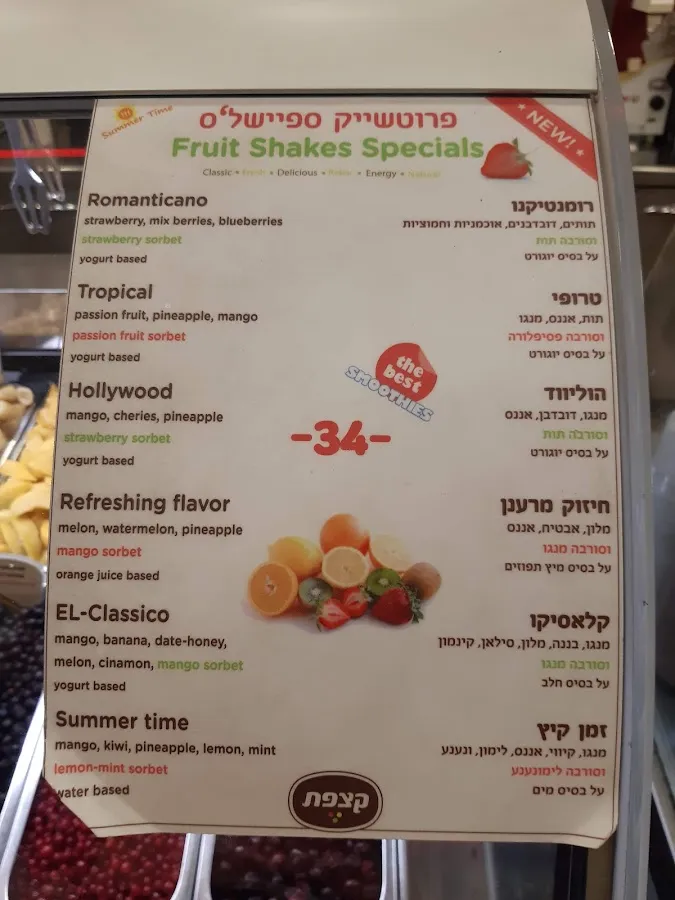 Summer Time
פרוטשייק ספיישל'ס
NEW!
Fruit Shakes Specials
Classic • Fresh • Delicious • Relax • Energy • Natural
Romanticano
strawberry, mix berries, blueberries
strawberry sorbet
yogurt based
רומנטיקנו
תותים, דובדבנים, אוכמניות וחמוציות
וסורבה תות
על בסיס יוגורט
Tropical
passion fruit, pineapple, mango
passion fruit sorbet
yogurt based
טרופי
תות, אננס, מנגו
וסורבה פסיפלורה
על בסיס יוגורט
the
best
SMOOTHIES
Hollywood
mango, cheries, pineapple
strawberry sorbet
yogurt based
הוליווד
מנגו, דובדבן, אננס
וסורבה תות
על בסיס יוגורט
-34-
Refreshing flavor
melon, watermelon, pineapple
mango sorbet
orange juice based
חיזוק מרענן
מלון, אבטיח, אננס
וסורבה מנגו
על בסיס מיץ תפוזים
EL-Classico
mango, banana, date-honey,
melon, cinamon, mango sorbet
yogurt based
קלאסיקו
מנגו, בננה, מלון, סילאן, קינמון
וסורבה מנגו
על בסיס חלב
Summer time
mango, kiwi, pineapple, lemon, mint
lemon-mint sorbet
water based
זמן קיץ
מנגו, קיווי, אננס, לימון, ונענע
וסורבה לימונענע
על בסיס מים
קצפת